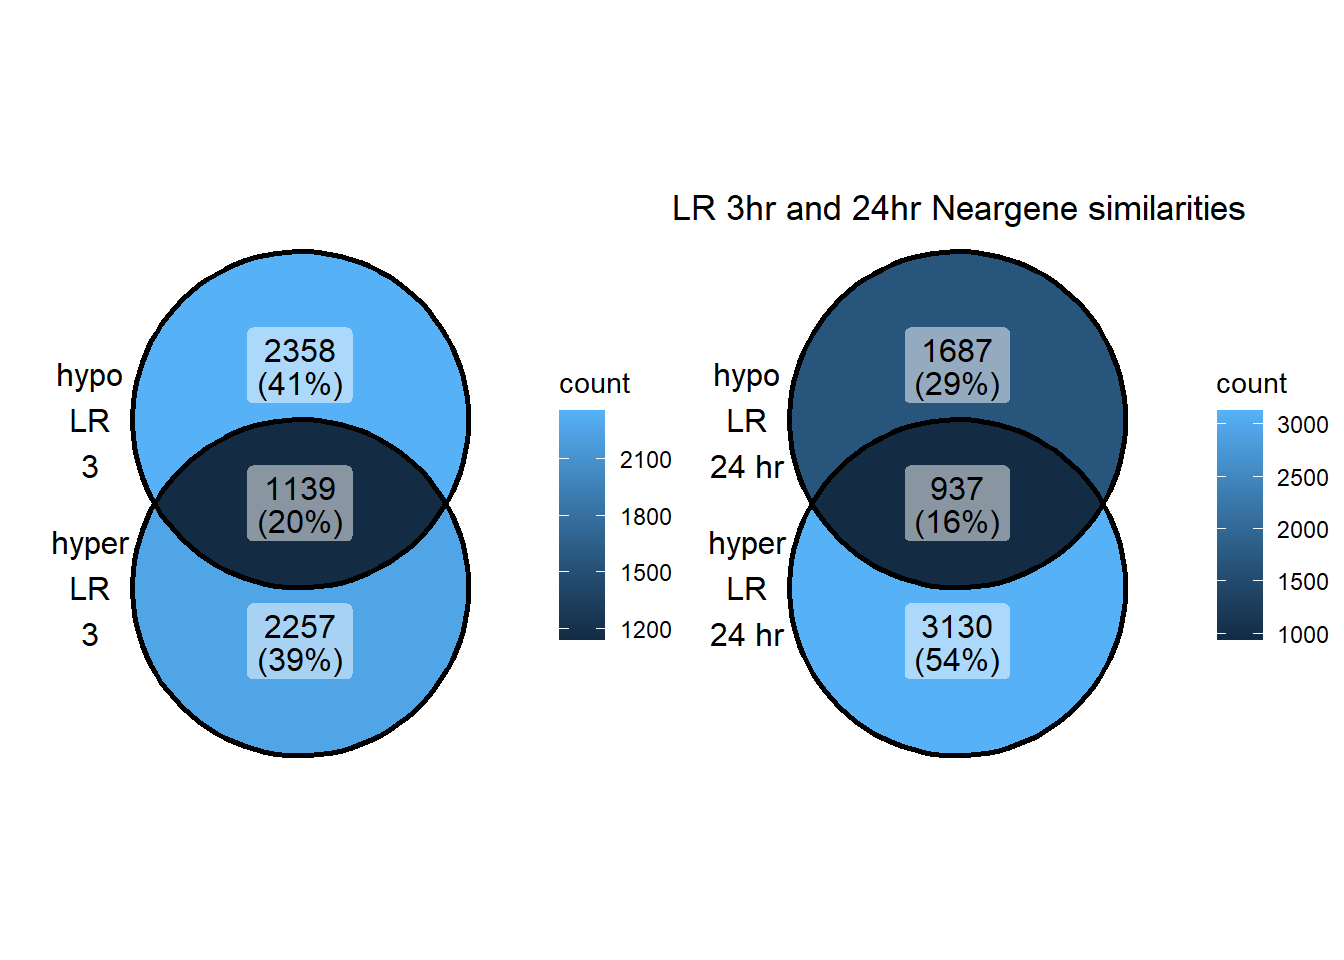 LR 3hr and 24hr Neargene similarities
hypo
LR
3
hyper
LR
3
2358
(41%)
1139
(20%)
2257
(39%)
count
2100
1800
1500
1200
hypo
LR
24 hr
hyper
LR
24 hr
1687
(29%)
937
(16%)
3130
(54%)
count
3000
2500
2000
1500
1000